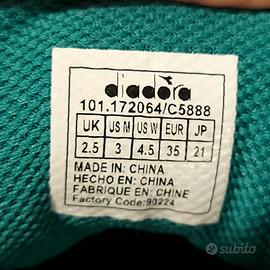 diadora
101.172064/C5888
UK US M US W EUR JP
2.5 3 4.5 35 21
MADE IN: CHINA
HECHO EN: CHINA
FABRIQUE EN: CHINE
Factory Code: 90224
subito